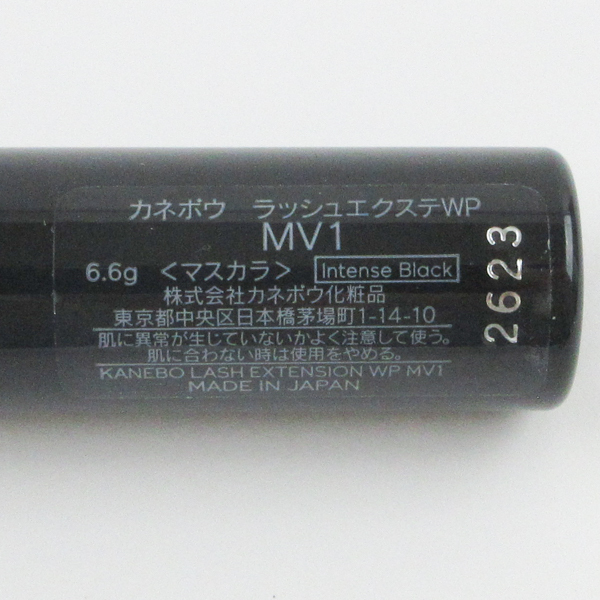 カネボウ　ラッシュエクステWP
MV1
6.6g ＜マスカラ＞ Intense Black
株式会社カネボウ化粧品
東京都中央区日本橋茅場町1-14-10
肌に異常が生じていないかよく注意して使う。
肌に合わない時は使用をやめる。
KANEBO LASH EXTENSION WP MV1
MADE IN JAPAN
2623